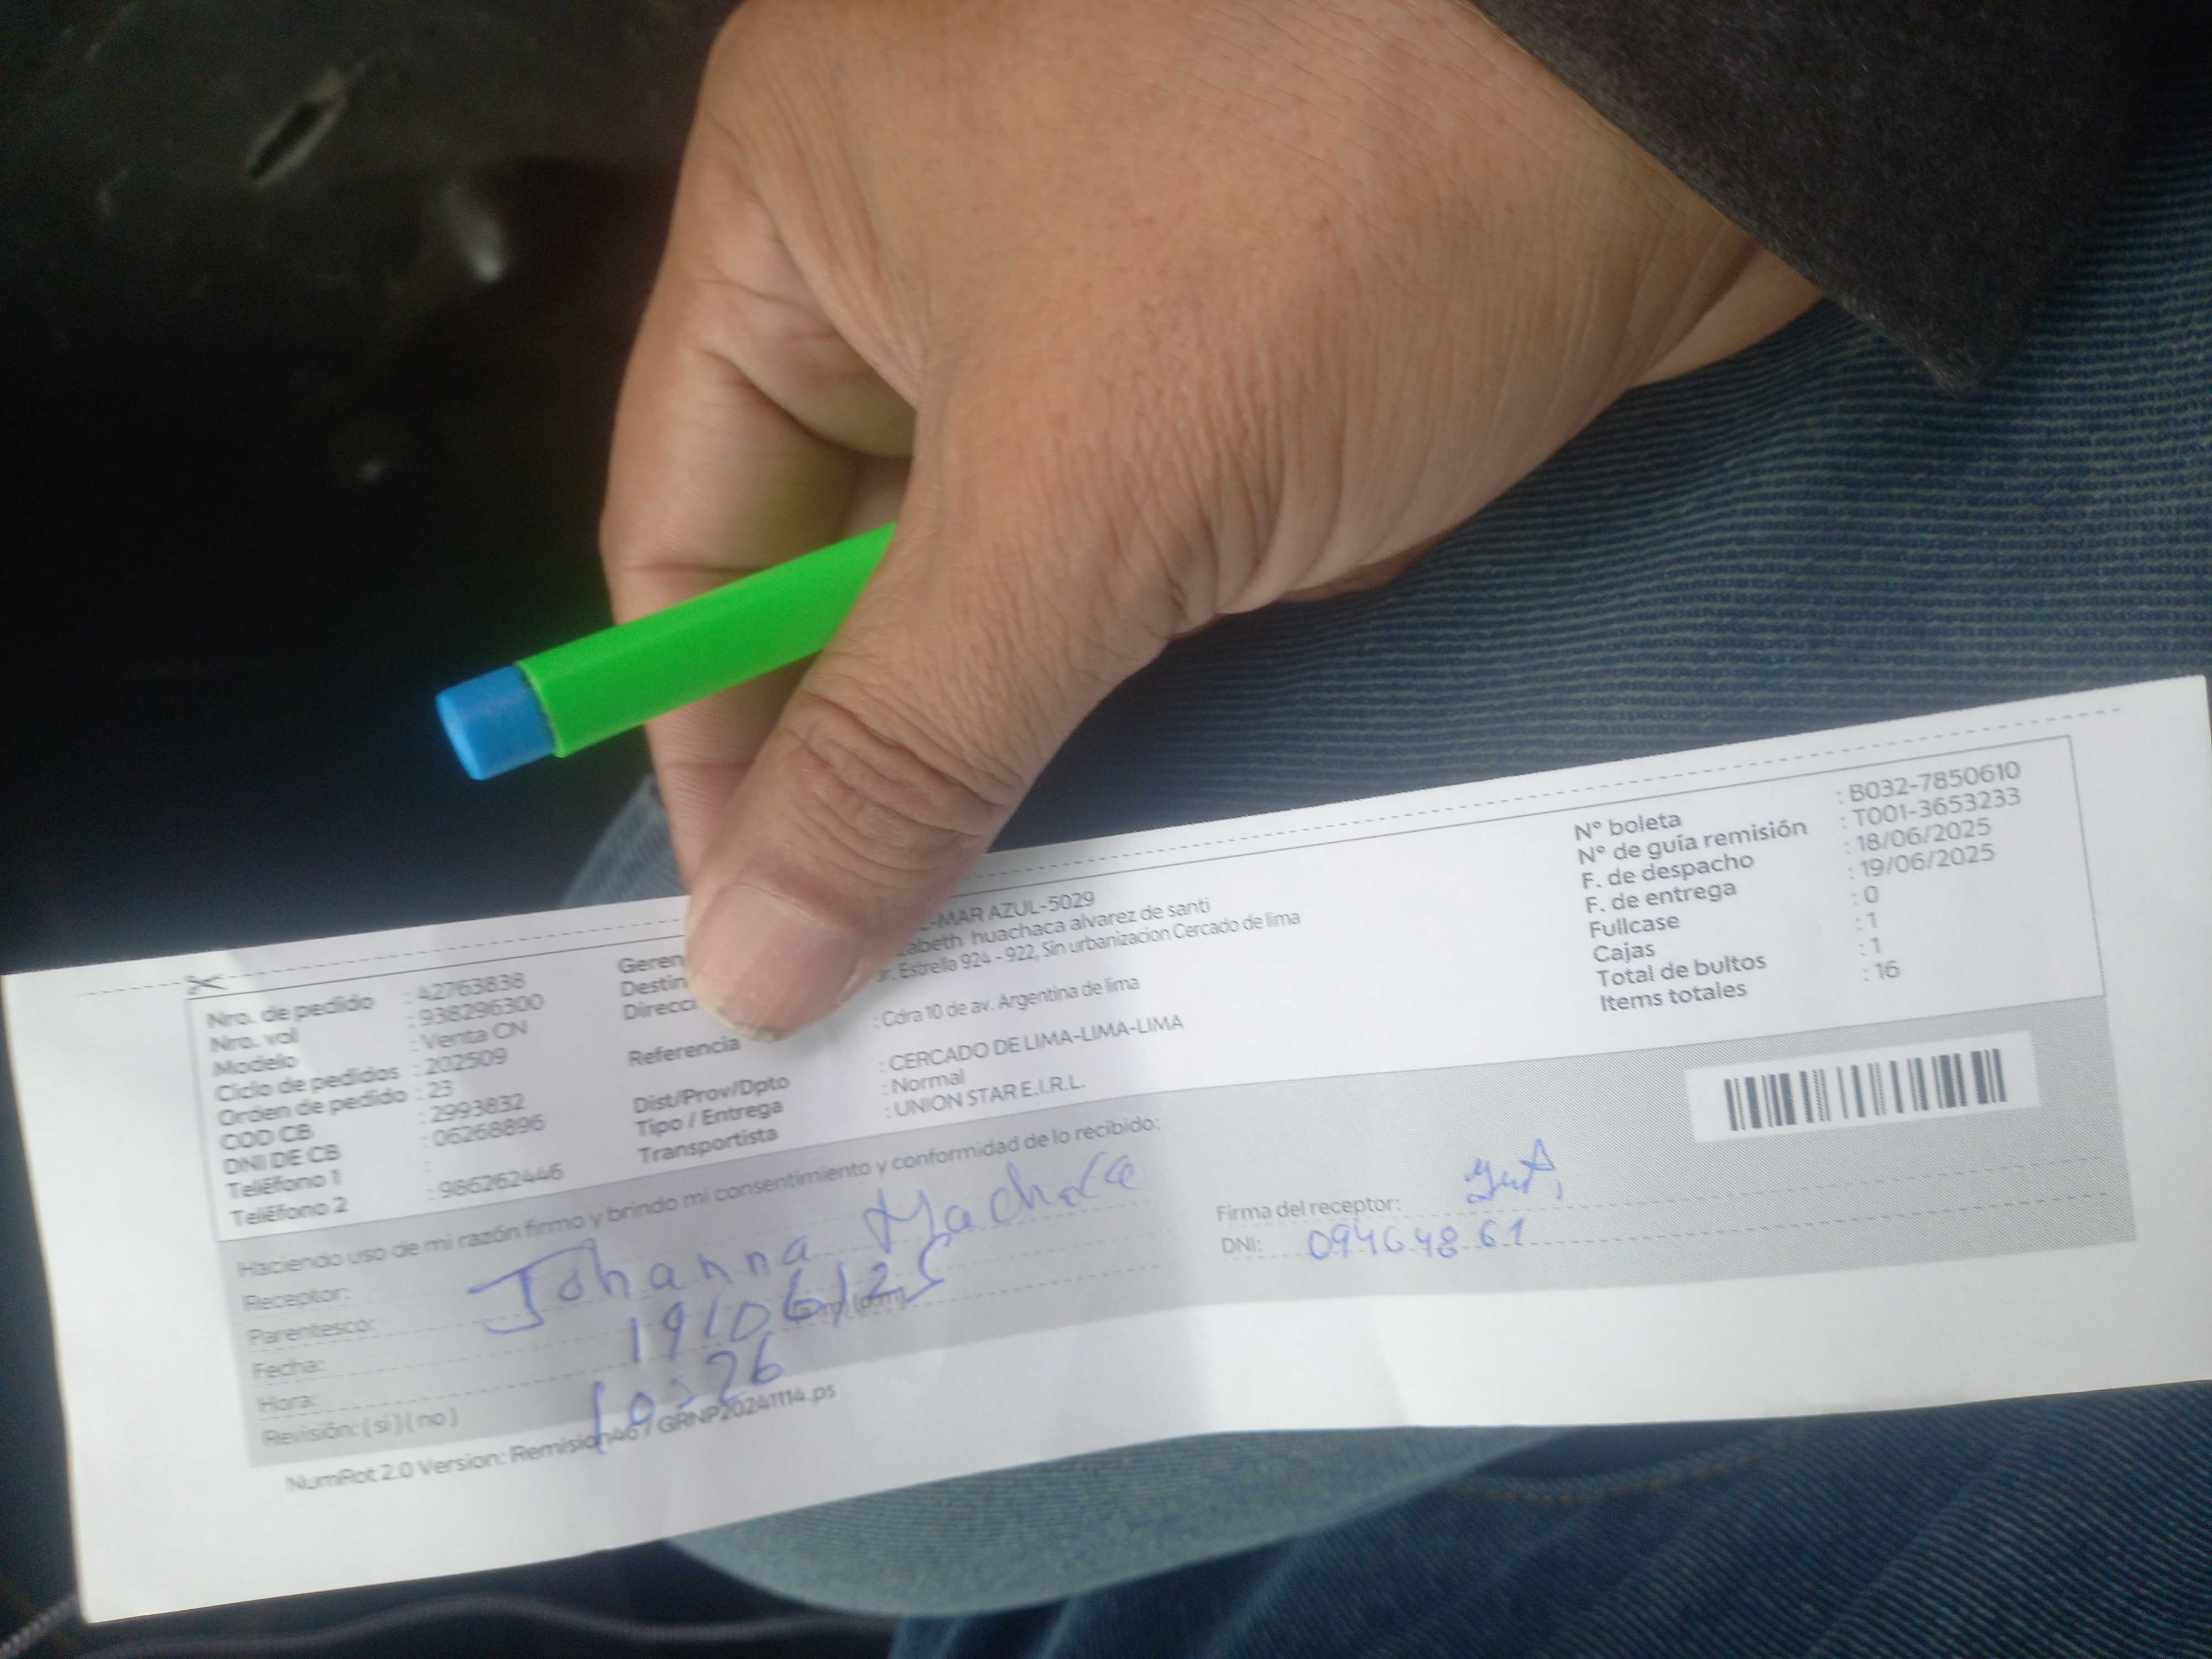 Nro. de pedido : 42763838
Nro. val : 938296300
Modelo : Venta CN
Ciclo de pedidos : 202509
Orden de pedido : 23
COD CB : 2993832
DNI DE CB : 06268896
Teléfono 1 :
Teléfono 2 : 986262446
Geren
-MAR AZUL-5029
Destin
zabeth huachaca alvarez de santi
Direcci
Jr. Estrella 924 - 922, Sin urbanizacion Cercado de lima
Referencia : Cdra 10 de av. Argentina de lima
Dist/Prov/Dpto : CERCADO DE LIMA-LIMA-LIMA
Tipo / Entrega : Normal
Transportista : UNION STAR E.I.R.L.
N° boleta : B032-7850610
N° de guía remisión : T001-3653233
F. de despacho : 18/06/2025
F. de entrega : 19/06/2025
Fullcase : 0
Cajas : 1
Total de bultos : 1
Items totales : 16
Haciendo uso de mi razón firmo y brindo mi consentimiento y conformidad de lo recibido:
Receptor: Johanna
Parentesco:
Fecha: 19/06/25
Hora: 10:26
Revisión: ( si ) ( no )
Firma del receptor:
DNI: 09464861
NumRot 2.0 Version: Remision46 / GRNP20241114.ps